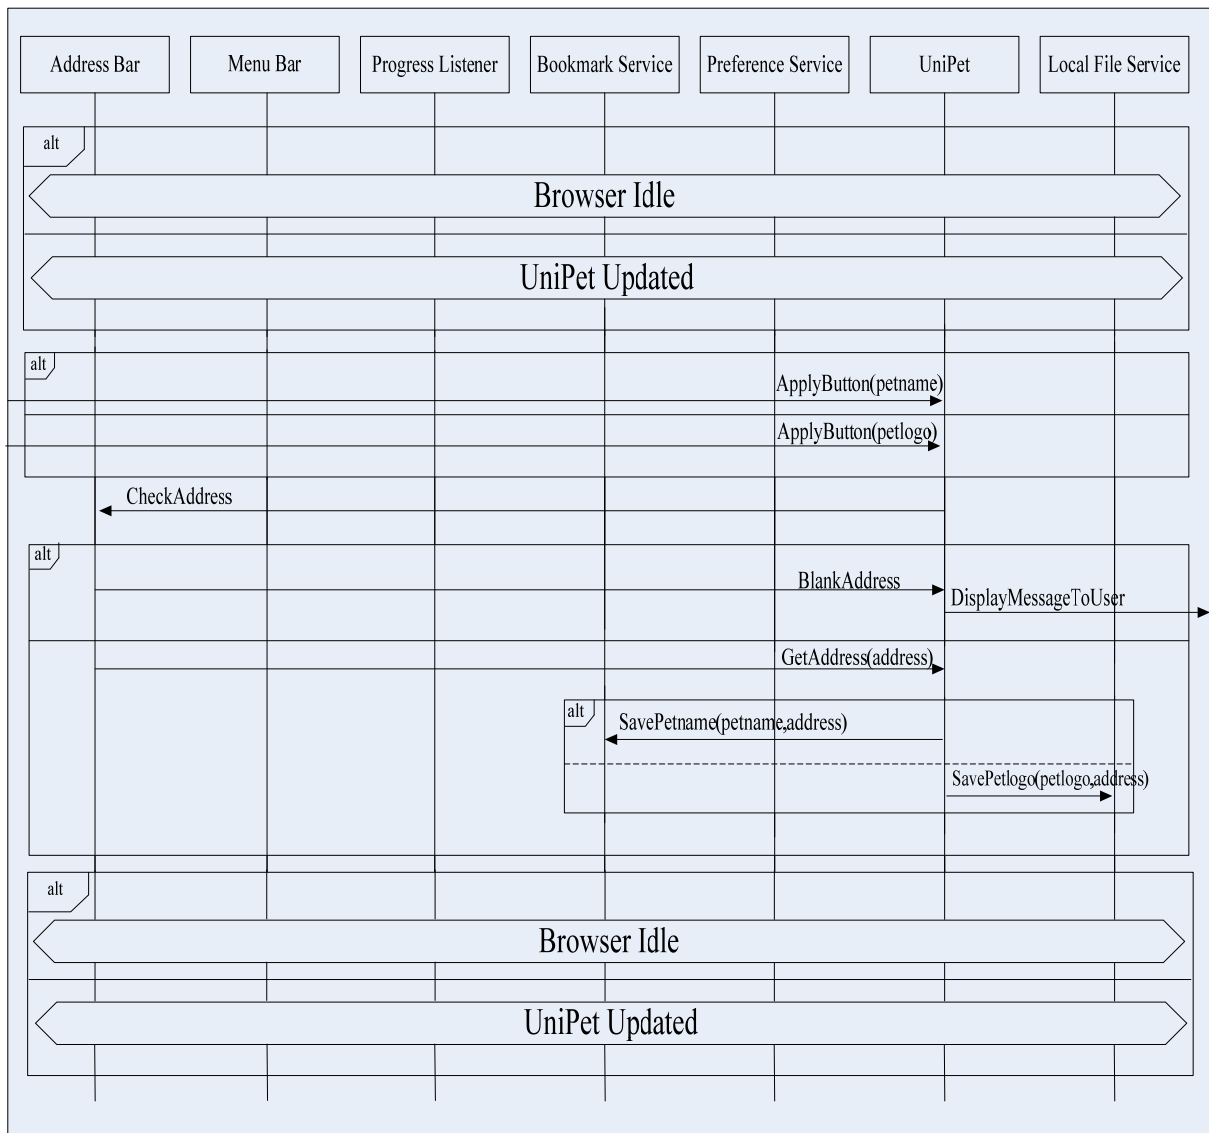 Address Bar
Menu Bar
Progress Listener
Bookmark Service
Preference Service
UniPet
Local File Service
alt
Browser Idle
UniPet Updated
alt
ApplyButton(petname)
ApplyButton(petlogo)
CheckAddress
alt
BlankAddress
DisplayMessageToUser
GetAddress(address)
alt
SavePetname(petname,address)
SavePetlogo(petlogo,address)
alt
Browser Idle
UniPet Updated